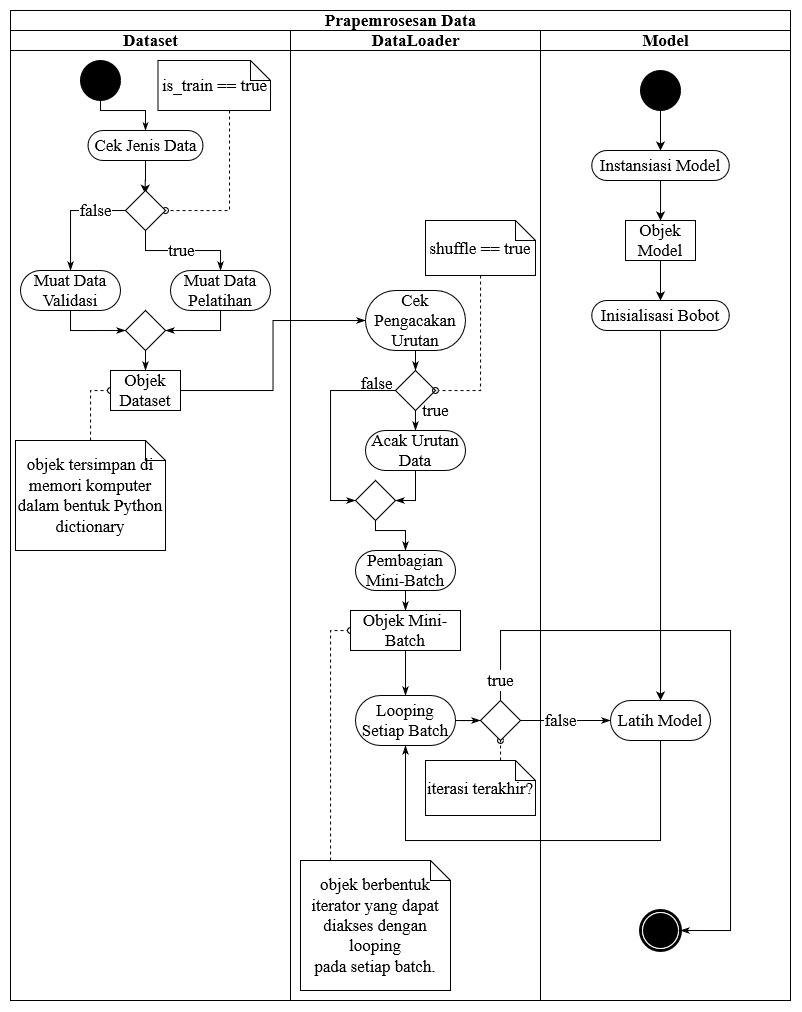 Prapemrosesan Data
Dataset
DataLoader
Model
is_train == true
Cek Jenis Data
false
true
Muat Data
Validasi
Muat Data
Pelatihan
Objek
Dataset
objek tersimpan di
memori komputer
dalam bentuk Python
dictionary
shuffle == true
Cek
Pengacakan
Urutan
false
true
Acak Urutan
Data
Pembagian
Mini-Batch
Objek Mini-
Batch
Looping
Setiap Batch
true
false
iterasi terakhir?
objek berbentuk
iterator yang dapat
diakses dengan
looping
pada setiap batch.
Instansiasi Model
Objek
Model
Inisialisasi Bobot
Latih Model